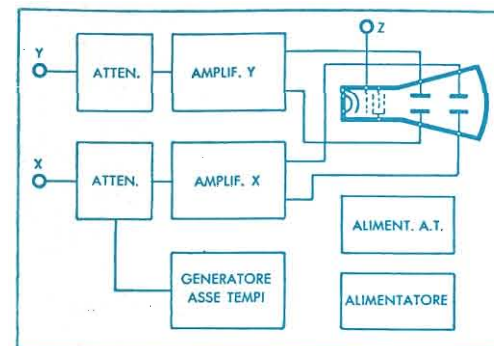 Z
Y
ATTEN.
AMPLIF. Y
X
ATTEN.
AMPLIF. X
ALIMENT. A.T.
GENERATORE
ASSE TEMPI
ALIMENTATORE